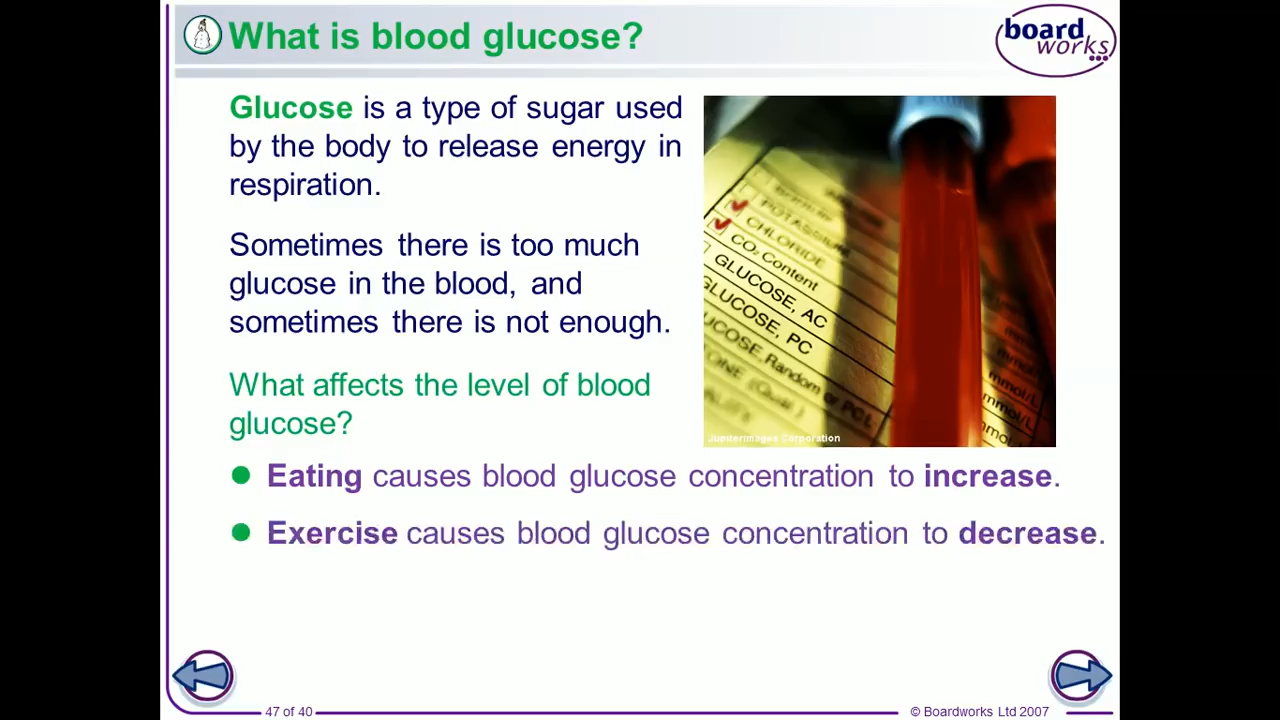 What is blood glucose?
board
works
Glucose is a type of sugar used
by the body to release energy in
respiration.
Sometimes there is too much
glucose in the blood, and
sometimes there is not enough.
What affects the level of blood
glucose?
POTASSIUM
CHLORIDE
CO₂ Content
GLUCOSE, AC
GLUCOSE, PC
Random or
mmol/L
mmol/L
Jupiterimages Corporation
Eating causes blood glucose concentration to increase.
Exercise causes blood glucose concentration to decrease.
47 of 40
© Boardworks Ltd 2007